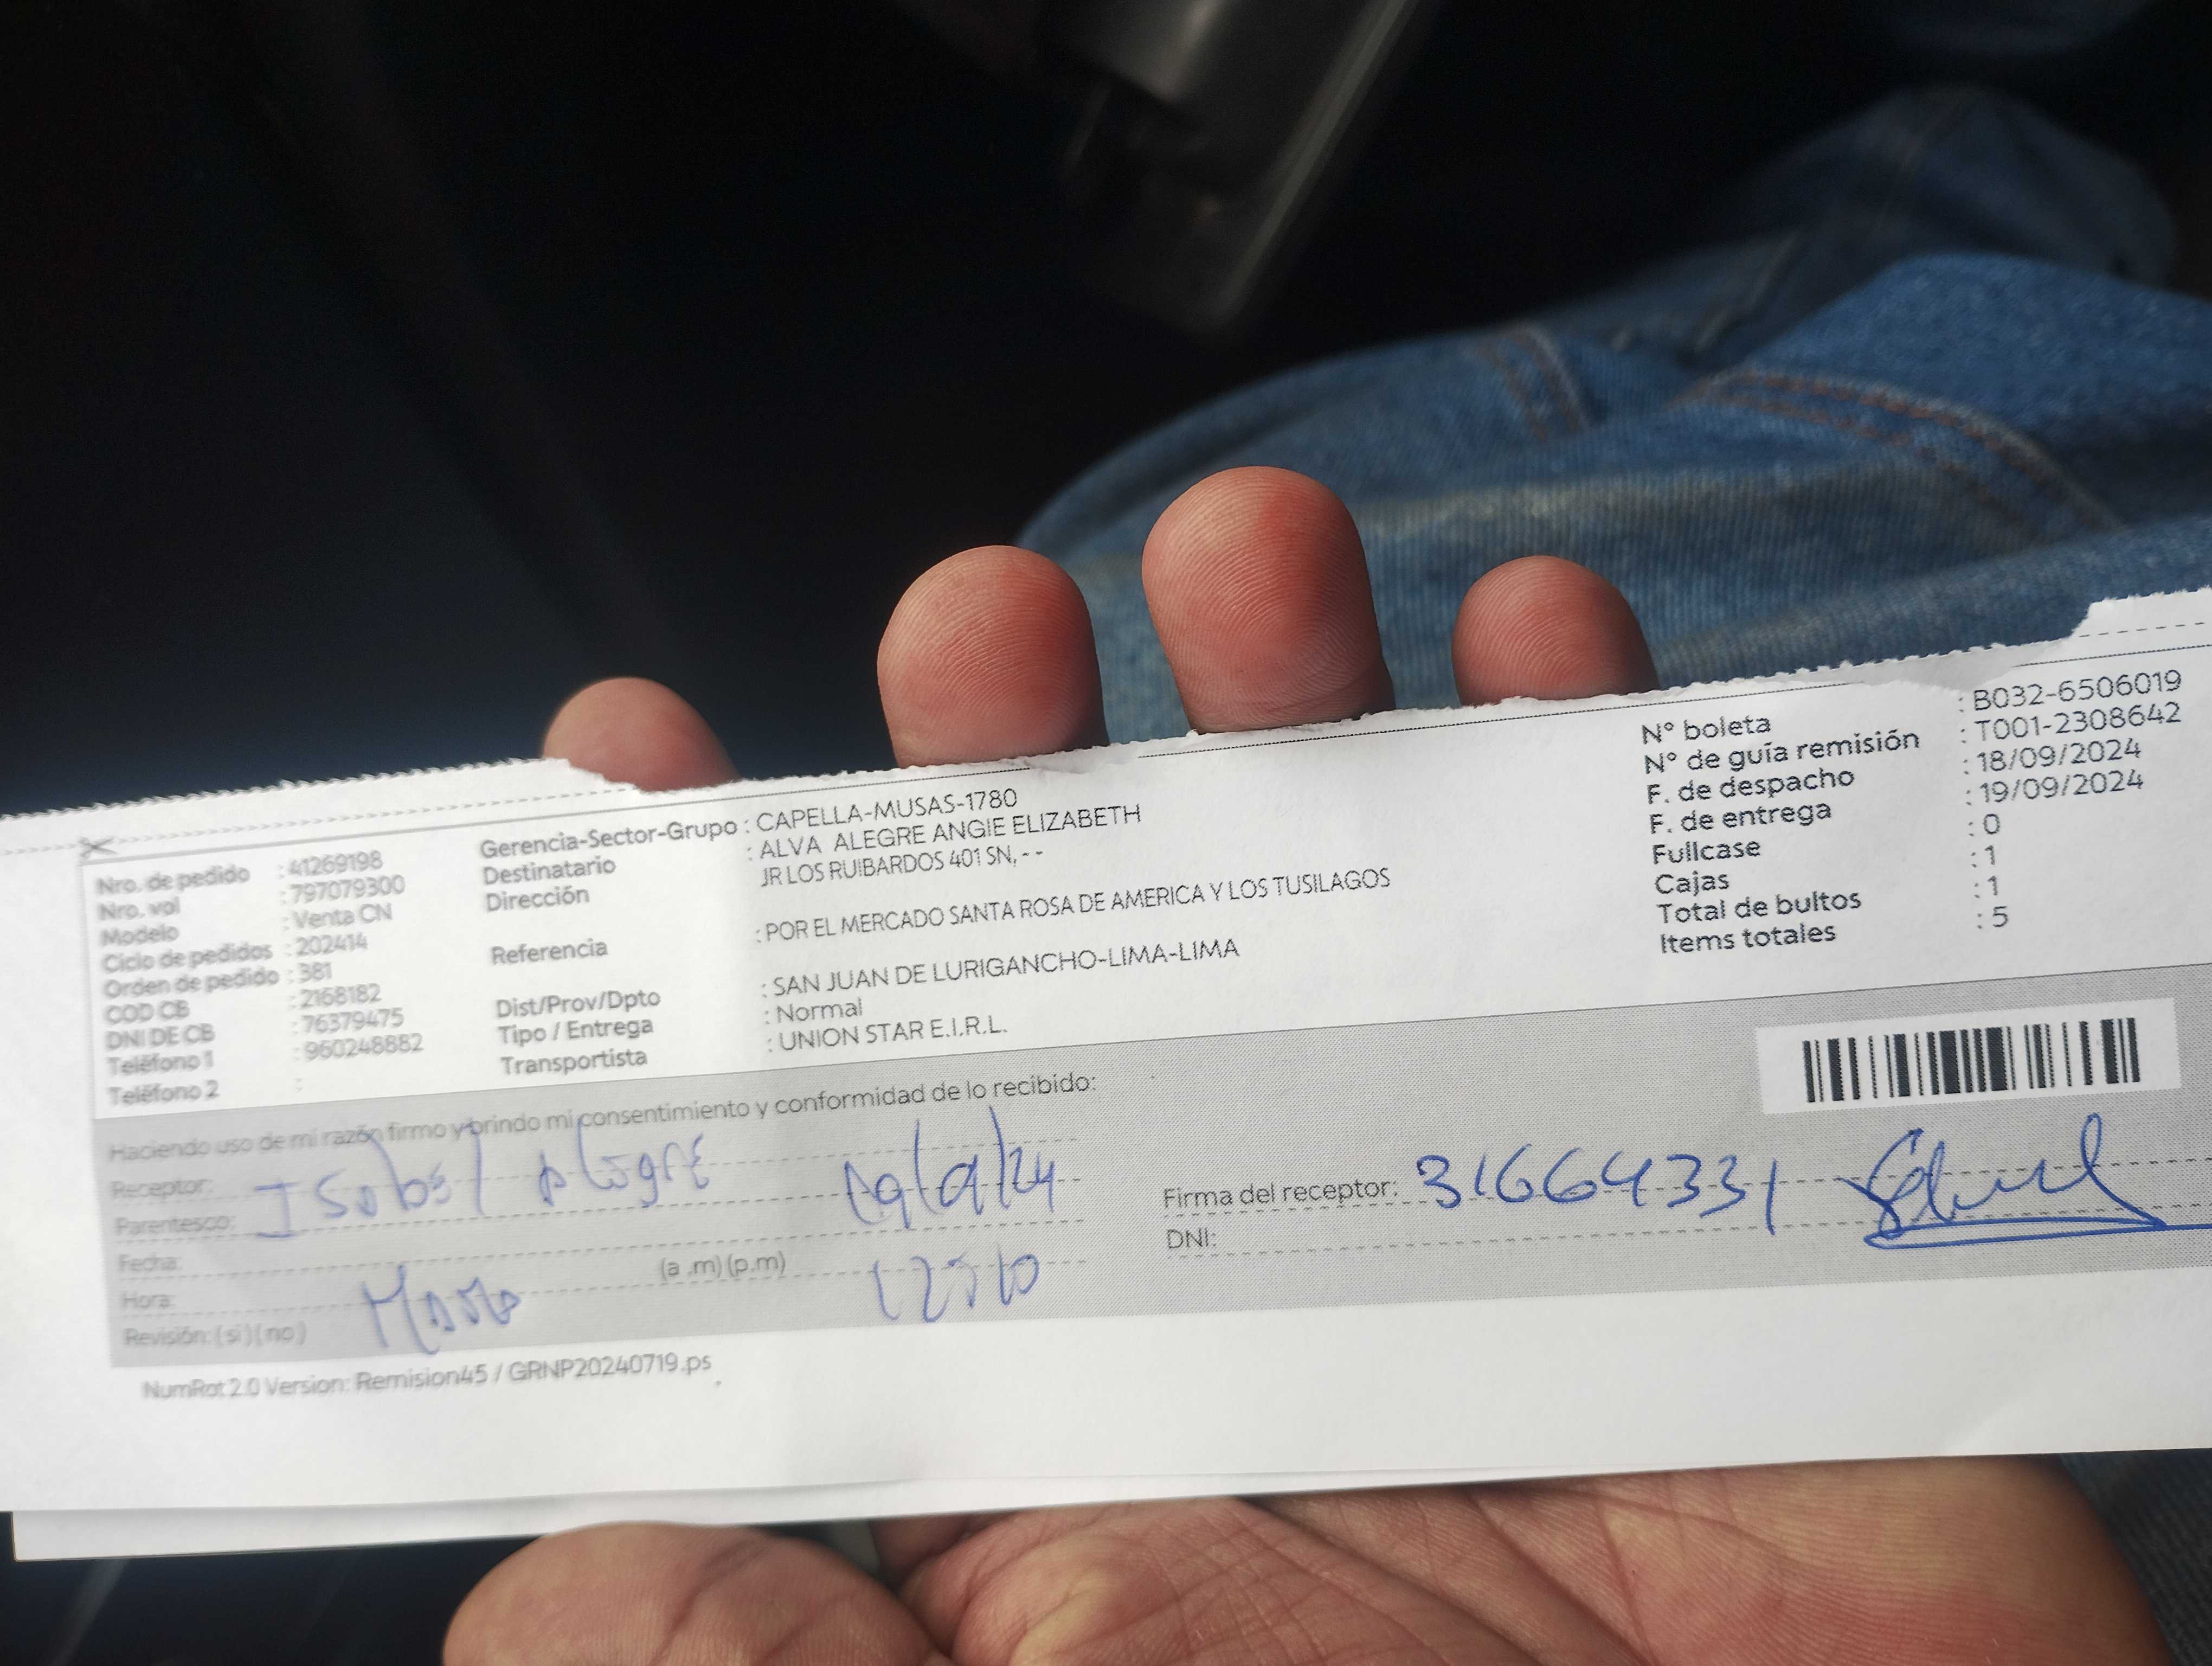 Nro. de pedido : 41269198
Nro. vol : 797079300
Modelo : Venta CN
Ciclo de pedidos : 202414
Orden de pedido : 381
COD CB : 2168182
DNI DE CB : 76379475
Teléfono 1 : 960248882
Teléfono 2 :
Gerencia-Sector-Grupo : CAPELLA-MUSAS-1780
Destinatario : ALVA ALEGRE ANGIE ELIZABETH
Dirección JR LOS RUIBARDOS 401 SN, - -
Referencia : POR EL MERCADO SANTA ROSA DE AMERICA Y LOS TUSILAGOS
Dist/Prov/Dpto : SAN JUAN DE LURIGANCHO-LIMA-LIMA
Tipo / Entrega : Normal
Transportista : UNION STAR E.I.R.L.
N° boleta : B032-6506019
N° de guía remisión : T001-2308642
F. de despacho : 18/09/2024
F. de entrega : 19/09/2024
Fullcase : 0
Cajas : 1
Total de bultos : 1
Items totales : 5
Haciendo uso de mi razón firmo y brindo mi consentimiento y conformidad de lo recibido:
Receptor: Isabel Alegre
Parentesco:
Fecha:
Hora: (a .m) (p.m)
Revisión: ( si ) ( no )
Firma del receptor: 31664331
DNI:
NumRot 2.0 Version: Remision45 / GRNP20240719.ps